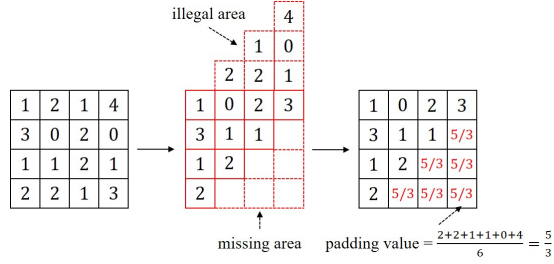 illegal area
4
1 0
2 2 1
1 2 1 4
3 0 2 0
1 1 2 1
2 2 1 3
1 0 2 3
3 1 1
1 2
2
1 0 2 3
3 1 1 5/3
1 2 5/3 5/3
2 5/3 5/3 5/3
missing area
padding value = (2+2+1+1+0+4)/6 = 5/3